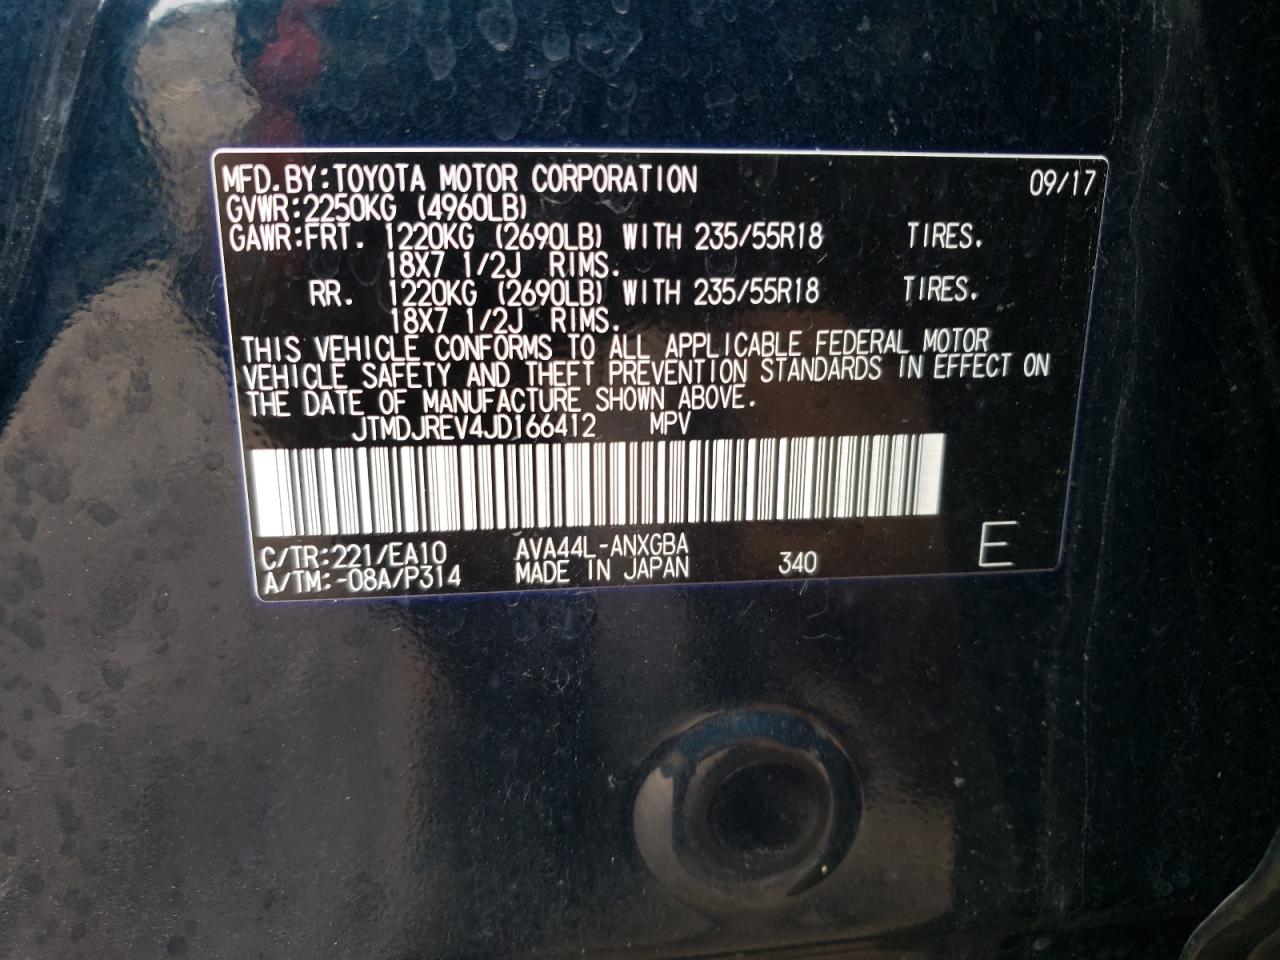 MFD.BY:TOYOTA MOTOR CORPORATION 09/17
GVWR:2250KG (4960LB)
GAWR:FRT. 1220KG (2690LB) WITH 235/55R18 TIRES.
18X7 1/2J RIMS.
RR. 1220KG (2690LB) WITH 235/55R18 TIRES.
18X7 1/2J RIMS.
THIS VEHICLE CONFORMS TO ALL APPLICABLE FEDERAL MOTOR
VEHICLE SAFETY AND THEFT PREVENTION STANDARDS IN EFFECT ON
THE DATE OF MANUFACTURE SHOWN ABOVE.
JTMDJREV4JD166412 MPV
C/TR:221/EA10 AVA44L-ANXGBA 340 E
A/TM:-08A/P314 MADE IN JAPAN